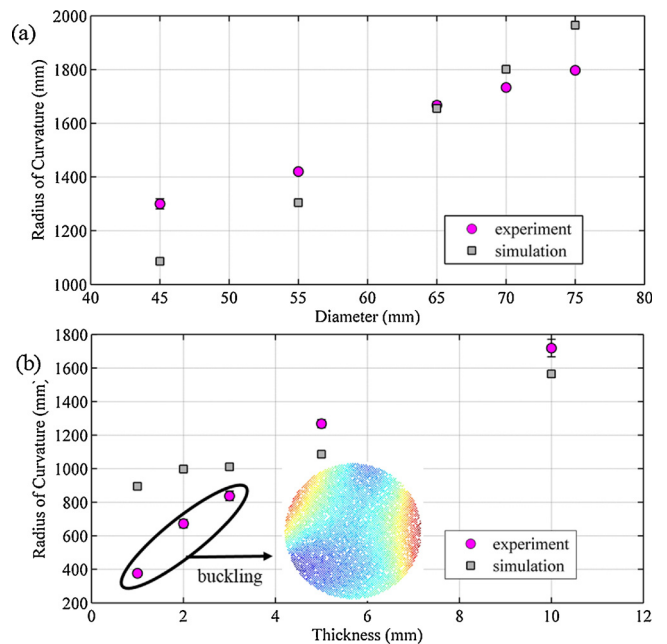 (a)
2000
1800
1600
1400
1200
1000
Radius of Curvature (mm)
experiment
simulation
40 45 50 55 60 65 70 75 80
Diameter (mm)
(b)
1800
1600
1400
1200
1000
800
600
400
200
Radius of Curvature (mm)
buckling
experiment
simulation
0 2 4 6 8 10 12
Thickness (mm)